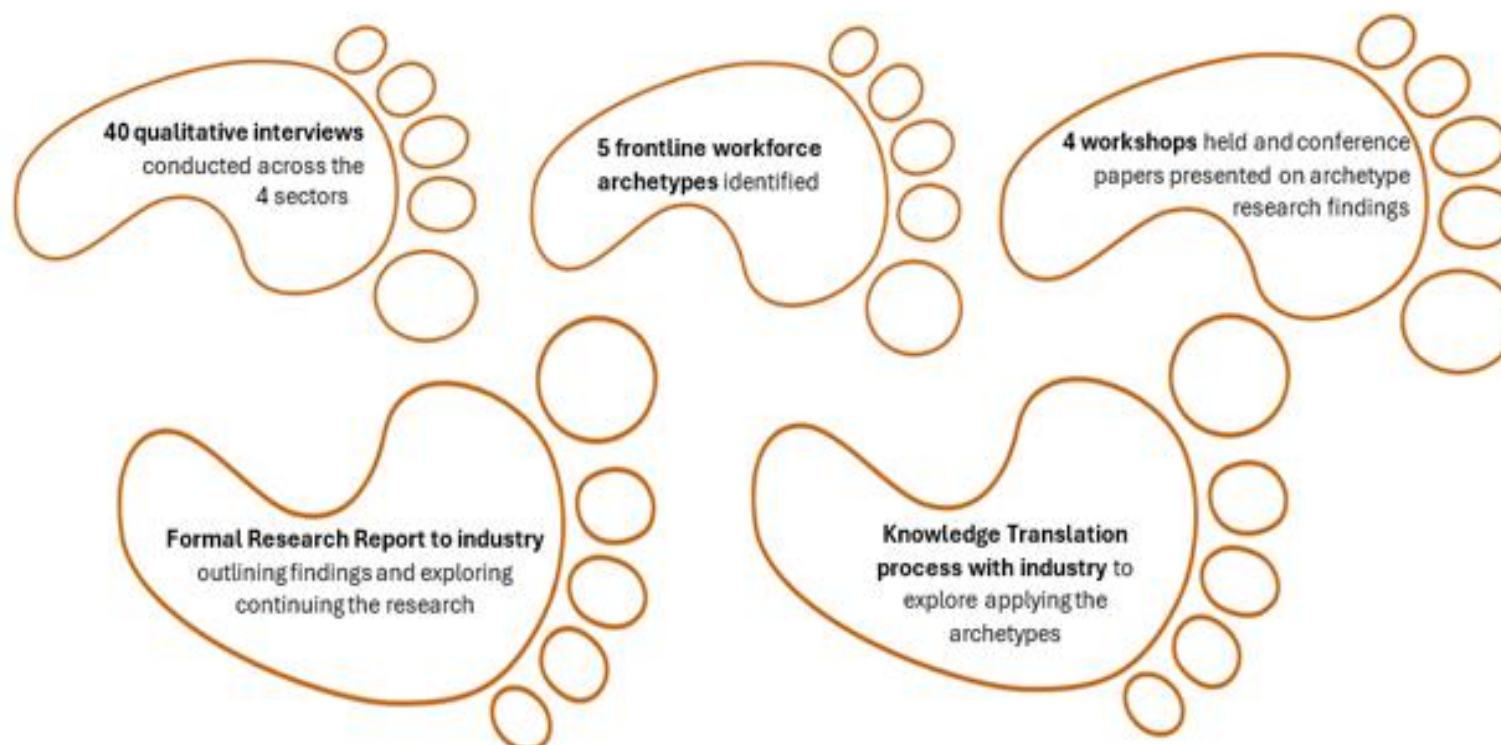 40 qualitative interviews
conducted across the
4 sectors
5 frontline workforce
archetypes identified
4 workshops held and conference
papers presented on archetype
research findings
Formal Research Report to industry
outlining findings and exploring
continuing the research
Knowledge Translation
process with industry to
explore applying the
archetypes